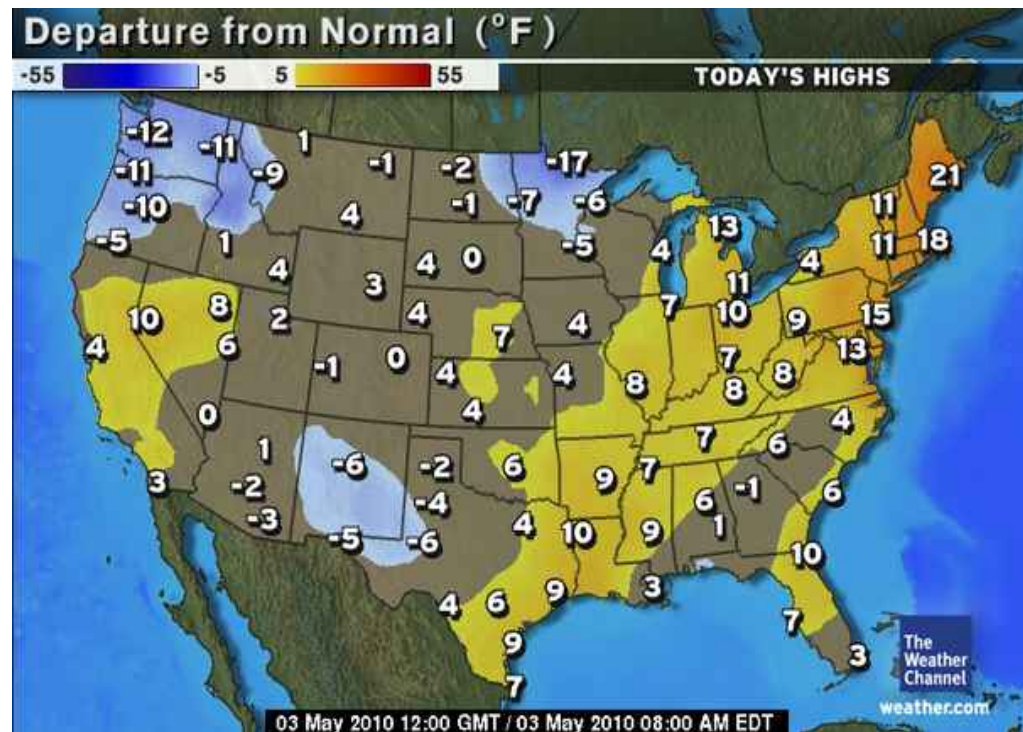 Departure from Normal (°F)
-55 -5 5 55 TODAY'S HIGHS
-12 -11 1 -1 -2 -17
-11 -9 -1 -7 -6 21
-10 4 11 13
-5 1 4 3 4 0 -5 4 4 11 18
10 8 2 4 7 4 7 11 10 9 15
4 6 -1 0 4 4 8 7 8 8 13
0 4 7 6 4
1 -6 -2 6 9 7 6 -1 6
3 -2 -3 -5 -4 -6 4 10 9 1 10
4 6 9 3 7
9 3
7
The
Weather
Channel
weather.com
03 May 2010 12:00 GMT / 03 May 2010 08:00 AM EDT